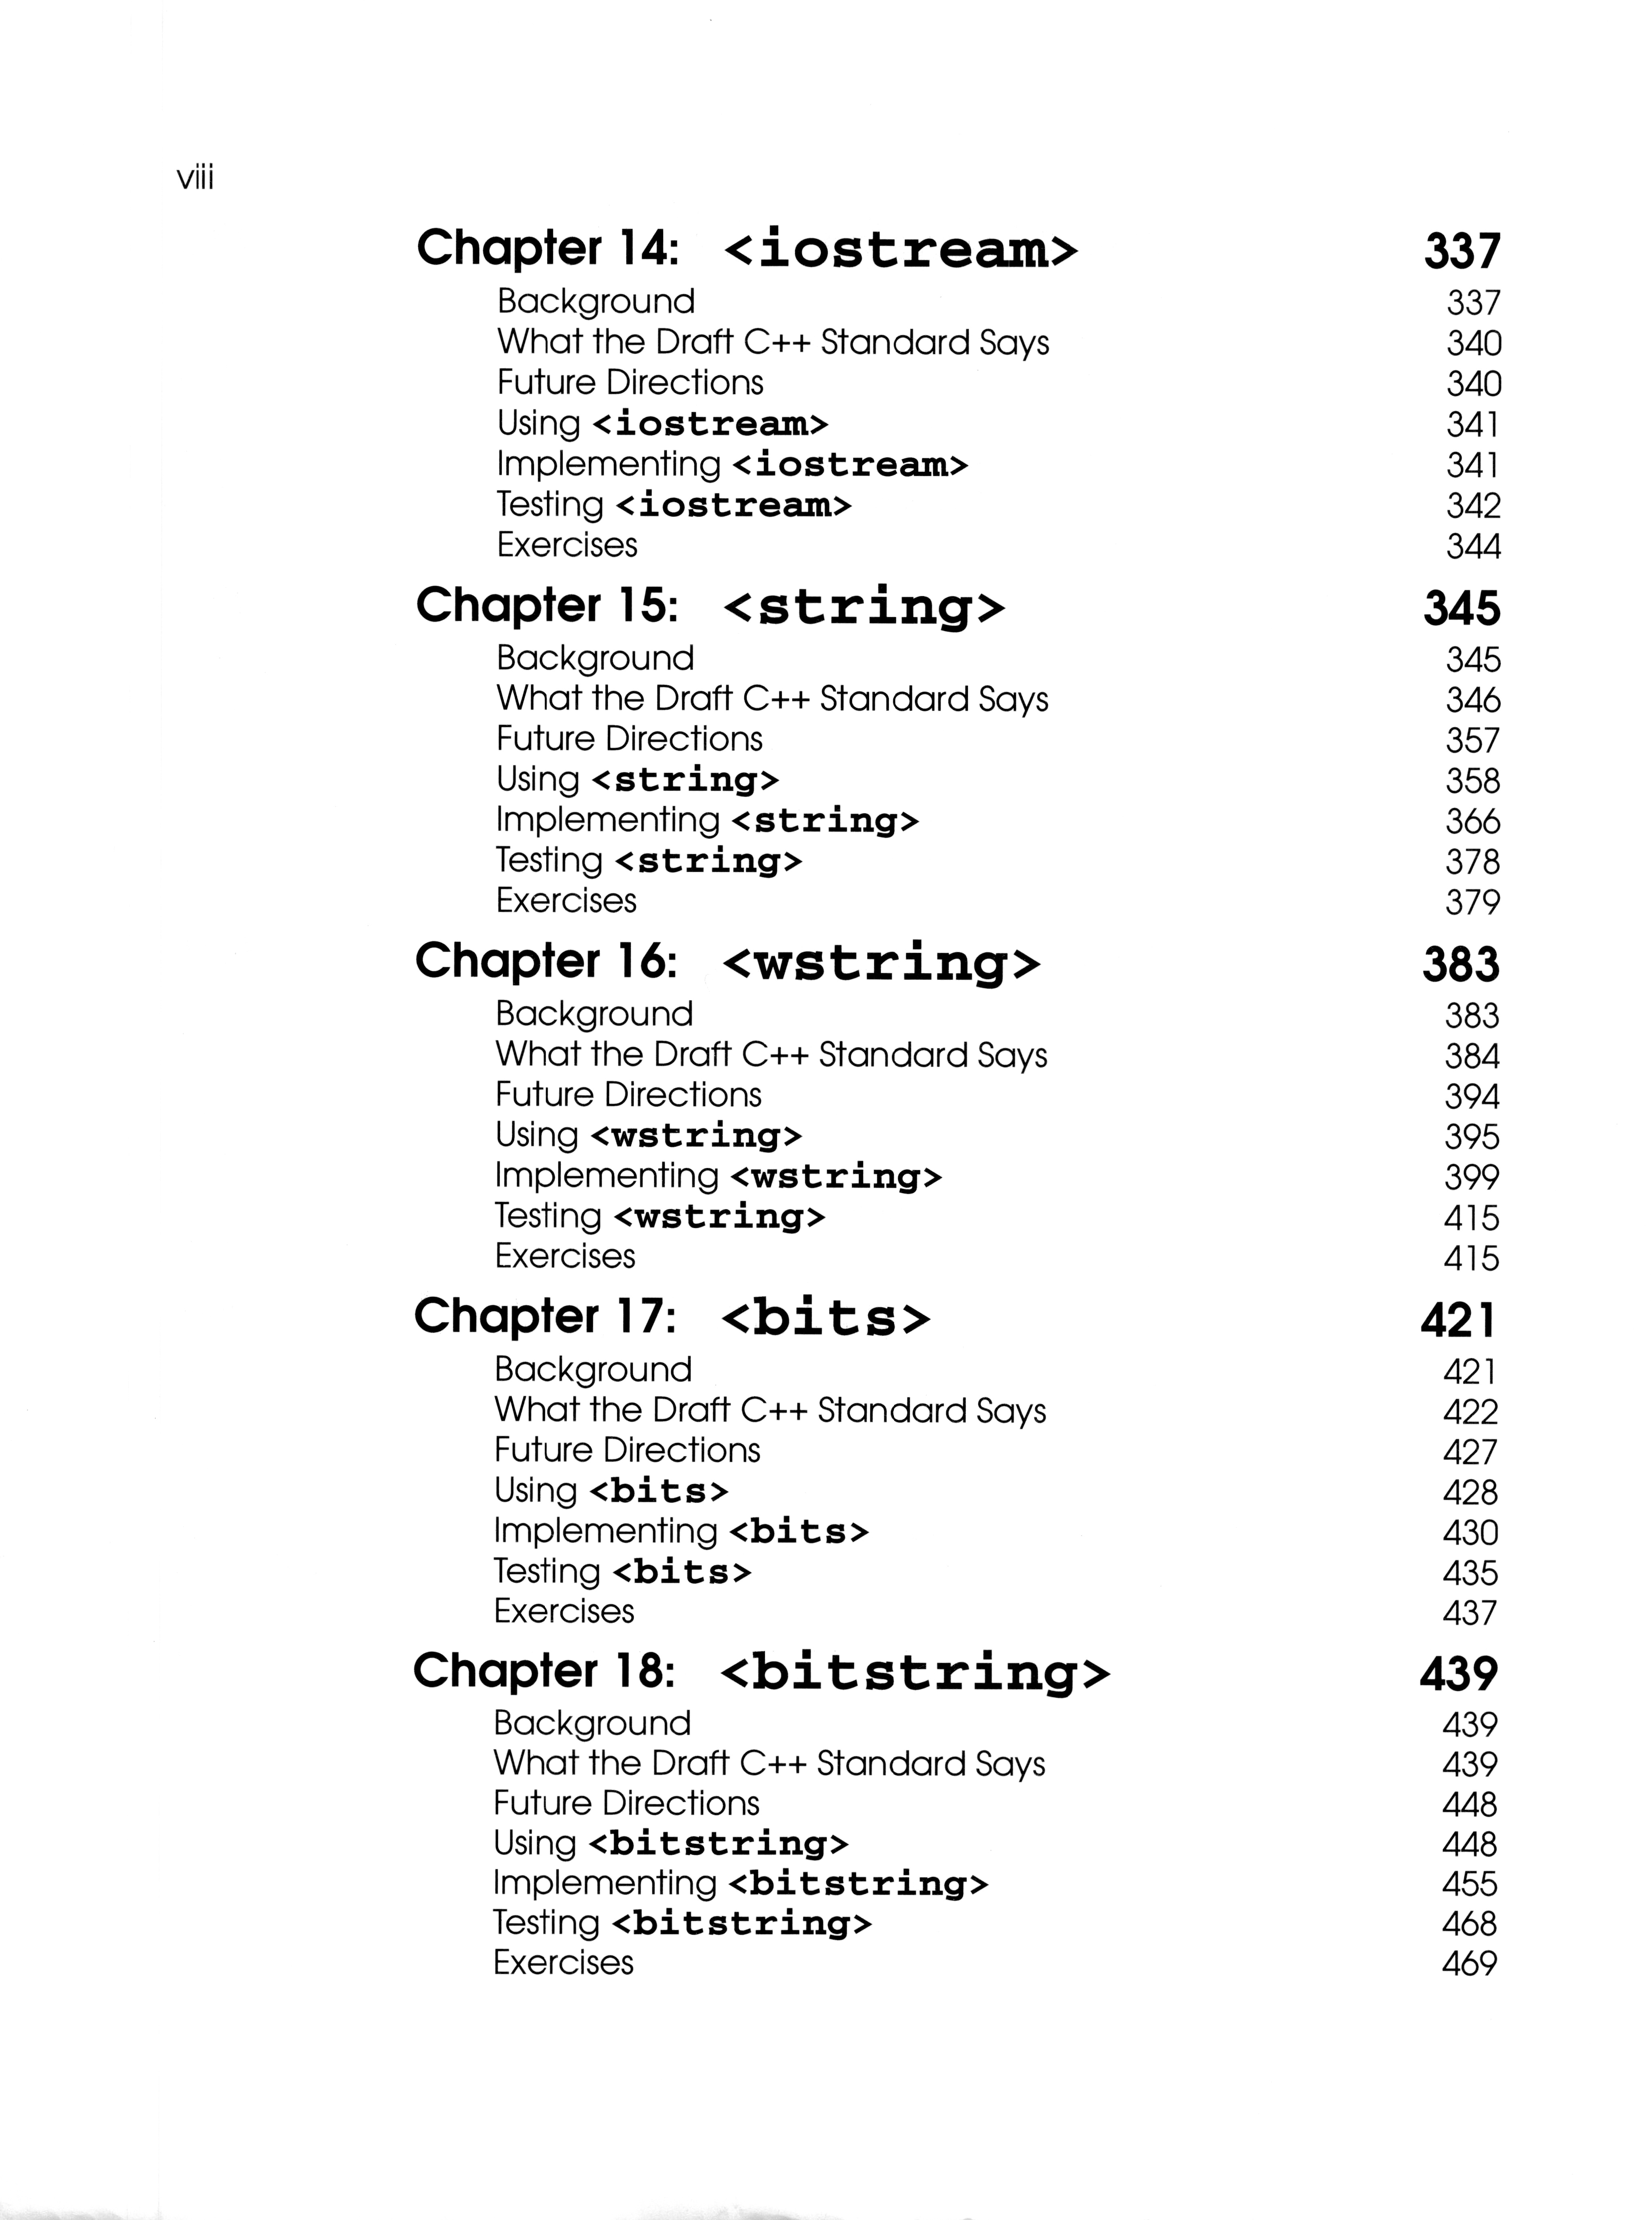 viii
Chapter 14: <iostream> 337
Background 337
What the Draft C++ Standard Says 340
Future Directions 340
Using <iostream> 341
Implementing <iostream> 341
Testing <iostream> 342
Exercises 344
Chapter 15: <string> 345
Background 345
What the Draft C++ Standard Says 346
Future Directions 357
Using <string> 358
Implementing <string> 366
Testing <string> 378
Exercises 379
Chapter 16: <wstring> 383
Background 383
What the Draft C++ Standard Says 384
Future Directions 394
Using <wstring> 395
Implementing <wstring> 399
Testing <wstring> 415
Exercises 415
Chapter 17: <bits> 421
Background 421
What the Draft C++ Standard Says 422
Future Directions 427
Using <bits> 428
Implementing <bits> 430
Testing <bits> 435
Exercises 437
Chapter 18: <bitstring> 439
Background 439
What the Draft C++ Standard Says 439
Future Directions 448
Using <bitstring> 448
Implementing <bitstring> 455
Testing <bitstring> 468
Exercises 469